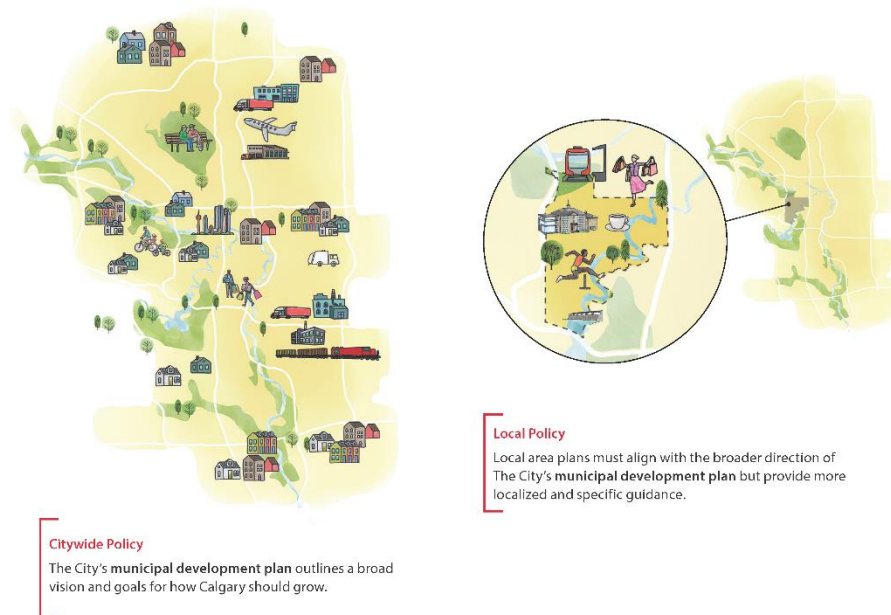 Citywide Policy
The City's municipal development plan outlines a broad
vision and goals for how Calgary should grow.
Local Policy
Local area plans must align with the broader direction of
The City's municipal development plan but provide more
localized and specific guidance.